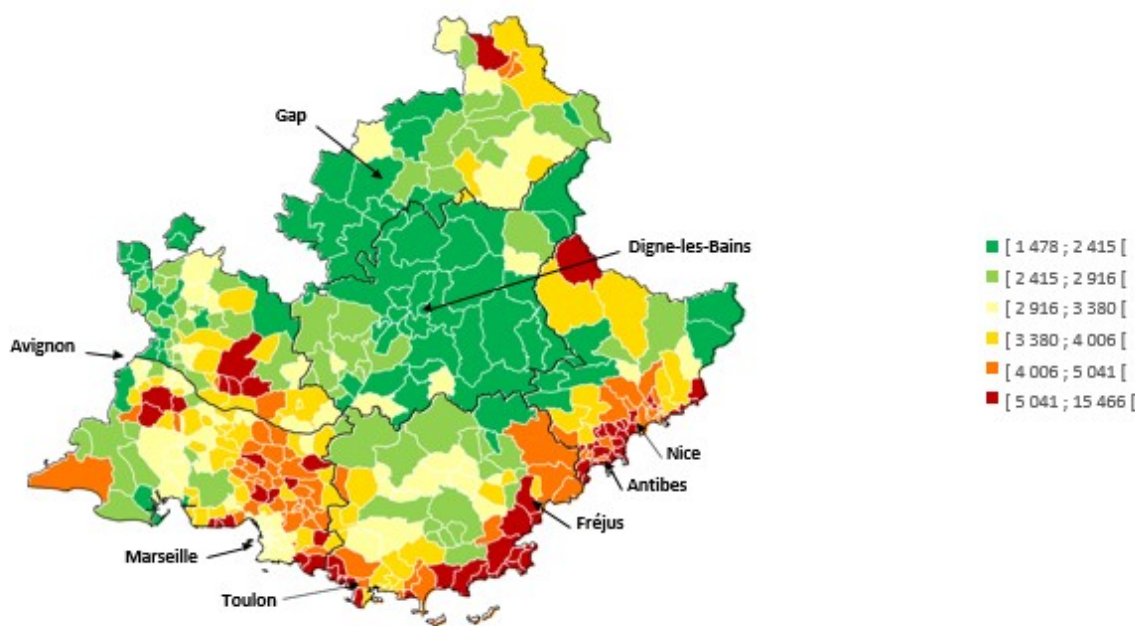 Gap
Digne-les-Bains
Avignon
Nice
Antibes
Fréjus
Marseille
Toulon
[ 1 478 ; 2 415 [
[ 2 415 ; 2 916 [
[ 2 916 ; 3 380 [
[ 3 380 ; 4 006 [
[ 4 006 ; 5 041 [
[ 5 041 ; 15 466 [